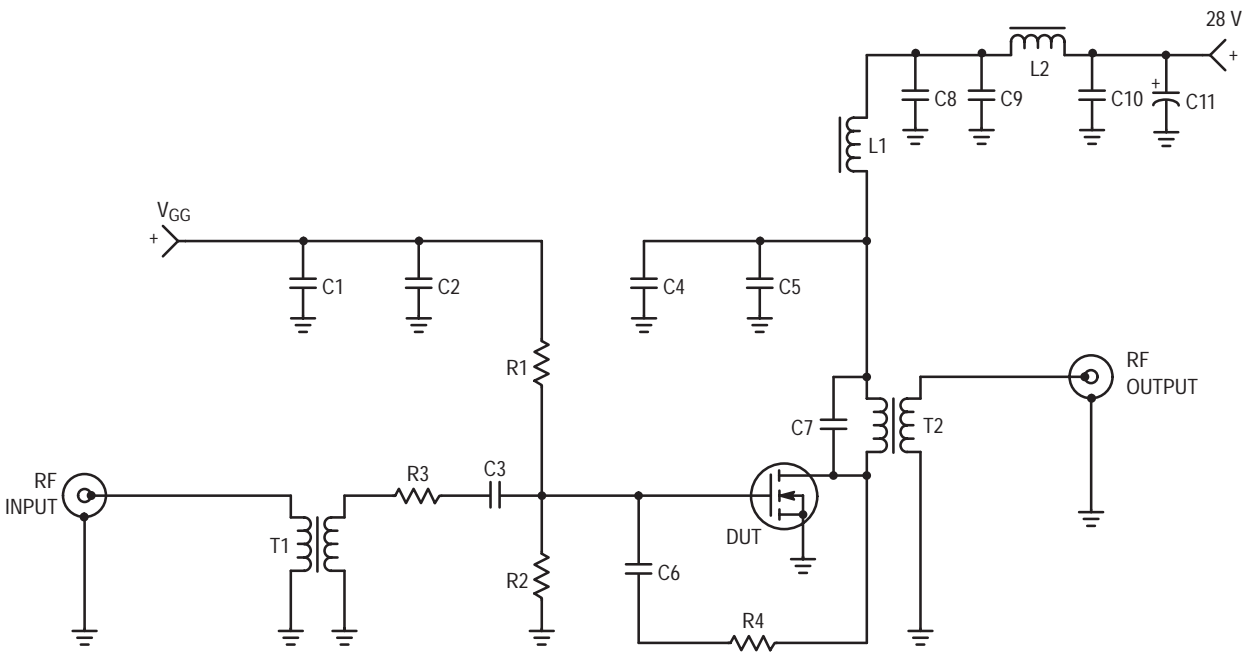 28 V
+
L2
C8
C9
C10
+
C11
L1
VGG
+
C1
C2
C4
C5
R1
RF
OUTPUT
C7
T2
RF
INPUT
R3
C3
T1
DUT
R2
C6
R4